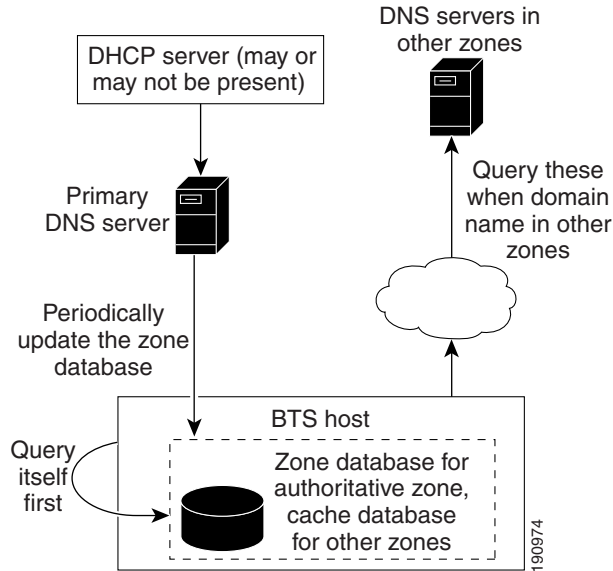 DHCP server (may or
may not be present)
DNS servers in
other zones
Primary
DNS server
Query these
when domain
name in other
zones
Periodically
update the zone
database
BTS host
Query
itself
first
Zone database for
authoritative zone,
cache database
for other zones
190974